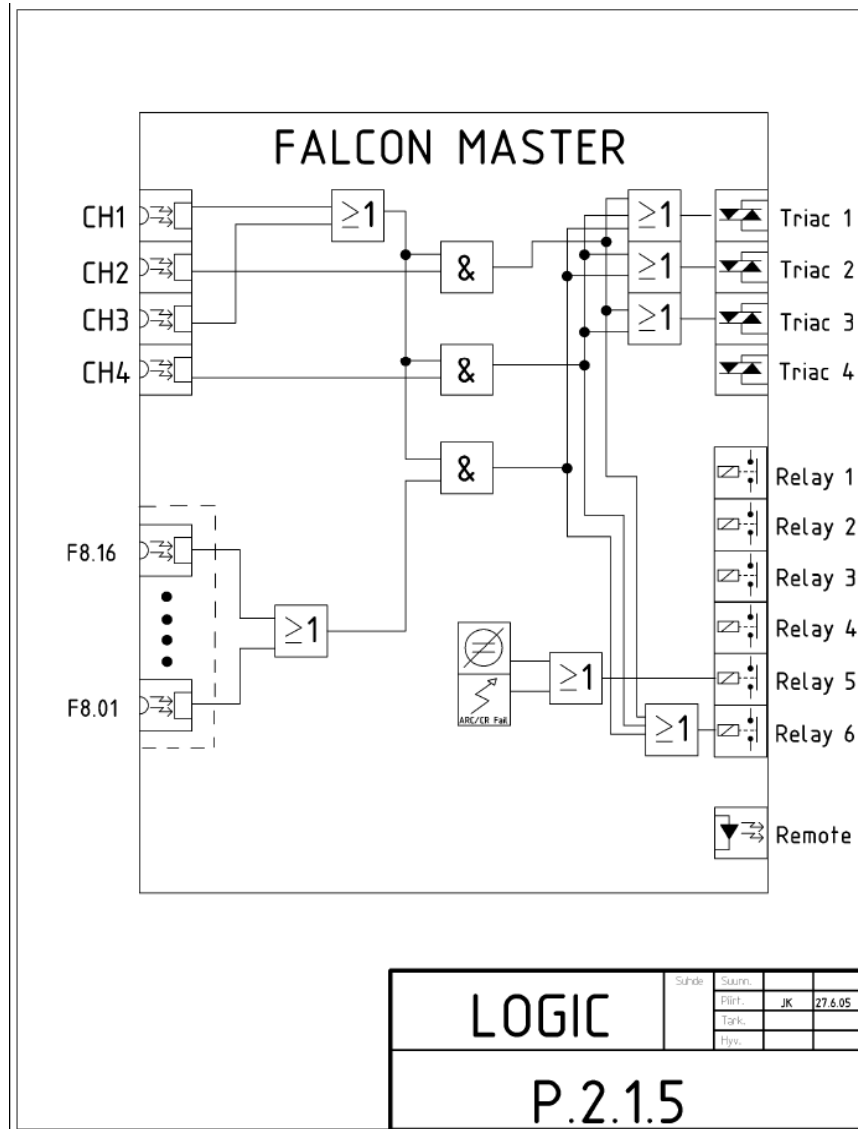 FALCON MASTER
CH1
≥1
≥1
Triac 1
CH2
&
≥1
Triac 2
CH3
≥1
Triac 3
CH4
&
Triac 4
&
Relay 1
Relay 2
F8.16
Relay 3
≥1
Relay 4
≥1
Relay 5
F8.01
ARC/CR Fail
≥1
Relay 6
Remote
LOGIC
Suhde
Suunn.
Piirt. JK 27.6.05
Tark.
Hyv.
P.2.1.5